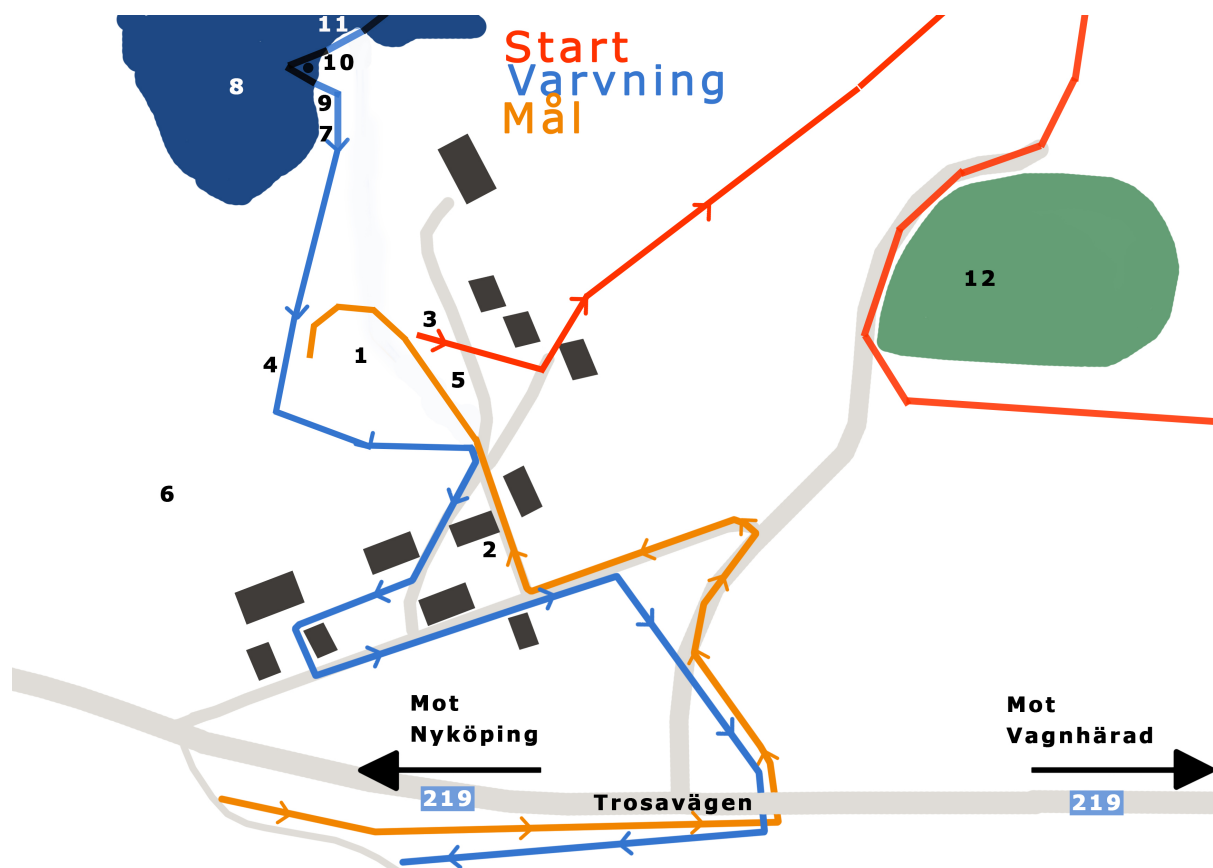 11
Start
10
Varvning
8
9
Mål
7
12
3
1
4
5
6
2
Mot
Nyköping
Mot
Vagnhärad
219
Trosavägen
219